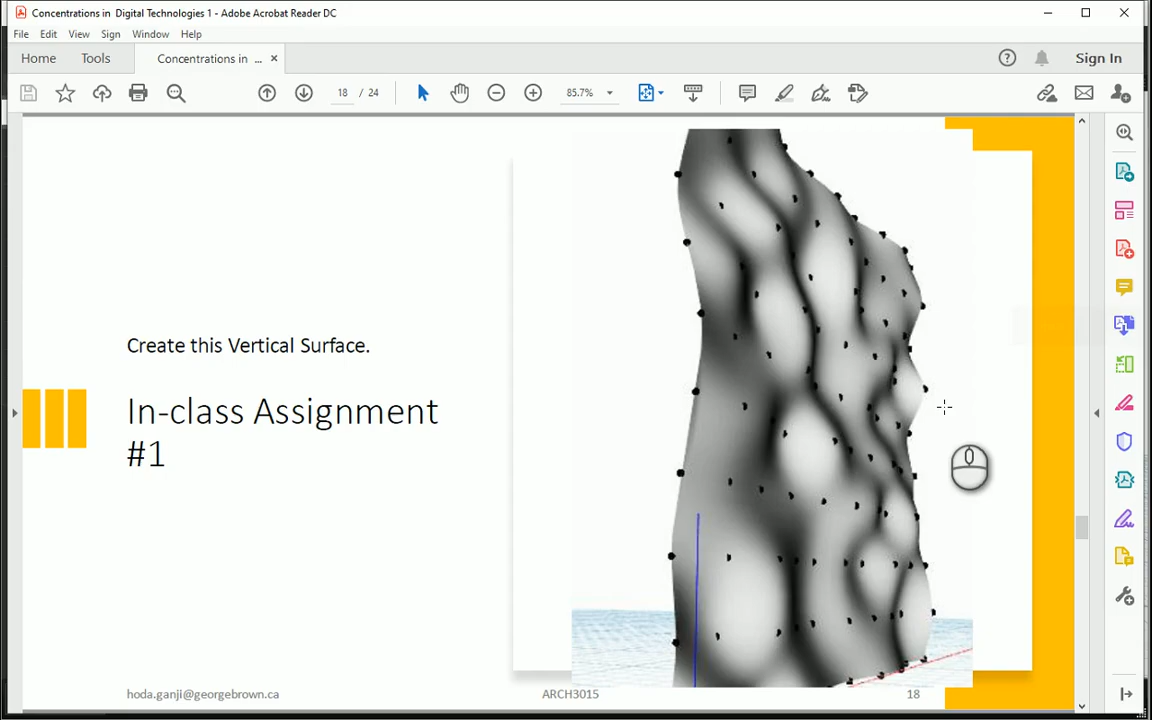 Concentrations in  Digital Technologies 1 - Adobe Acrobat Reader DC
File Edit View Sign Window Help
Home Tools Concentrations in ... × Sign In
18 / 24 85.7%
Create this Vertical Surface.
In-class Assignment
#1
hoda.ganji@georgebrown.ca ARCH3015 18